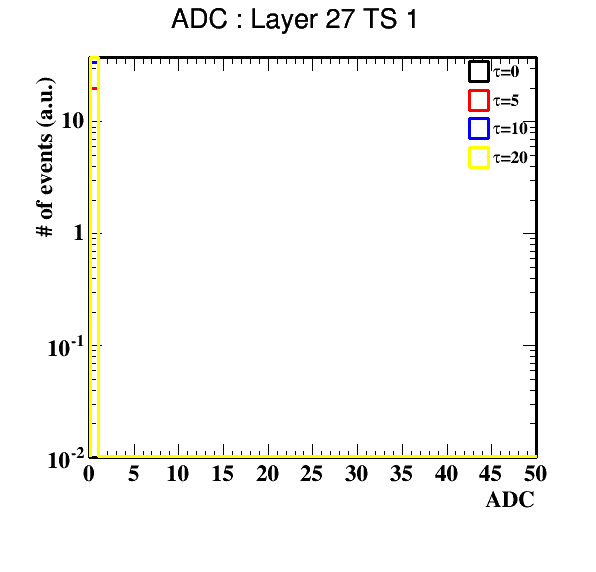 ADC : Layer 27 TS 1
# of events (a.u.)
τ=0
τ=5
τ=10
τ=20
10
1
10⁻¹
10⁻²
0 5 10 15 20 25 30 35 40 45 50
ADC